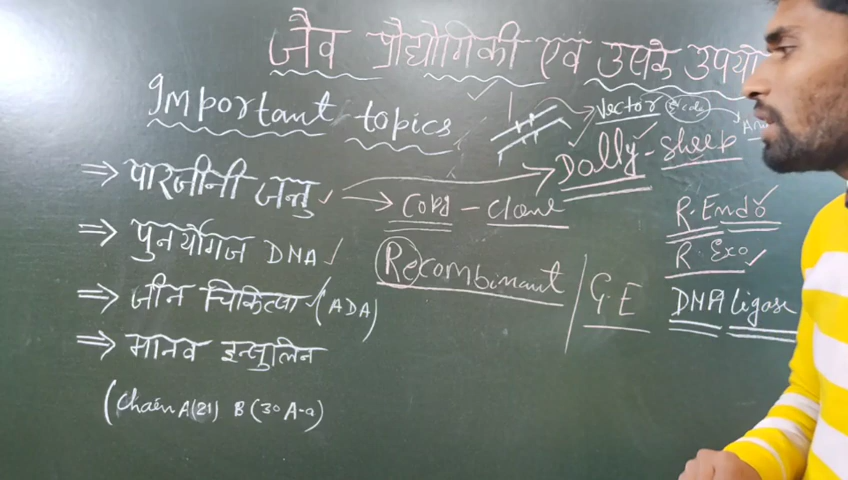 जैव प्रौद्योगिकी एवं उसके उपयो
Important topics
Vector
Dolly - sheep
⇒ पारजीनी जन्तु
Copy - clone
R. Endo
⇒ पुनर्योगज DNA
Recombinant / G.E
R. Exo
⇒ जीन चिकित्सा - (ADA)
DNA ligase
⇒ मानव इन्सुलिन
(Chain A(21) B (30 A-a)